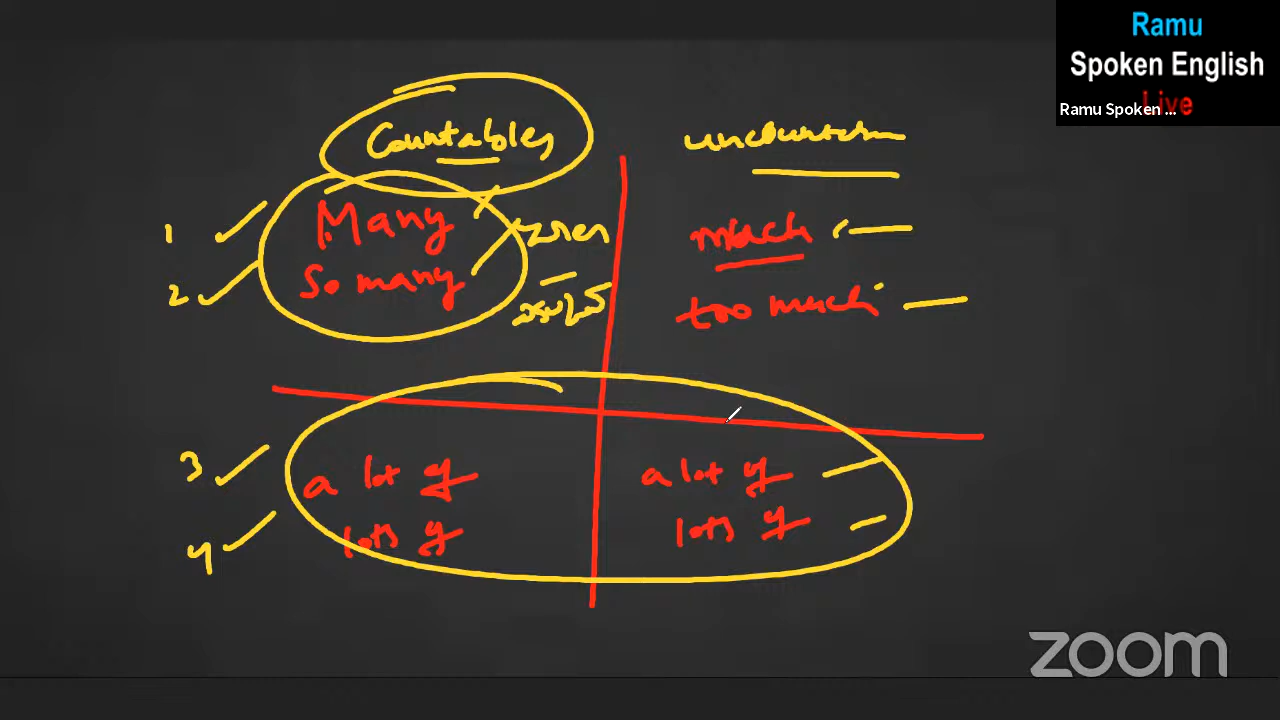 Ramu
Spoken English
Live
Ramu Spoken ...
Countables
1 Many
2 So many
much
too much
3 a lot of
a lot of
4 lots of
lots of
zoom